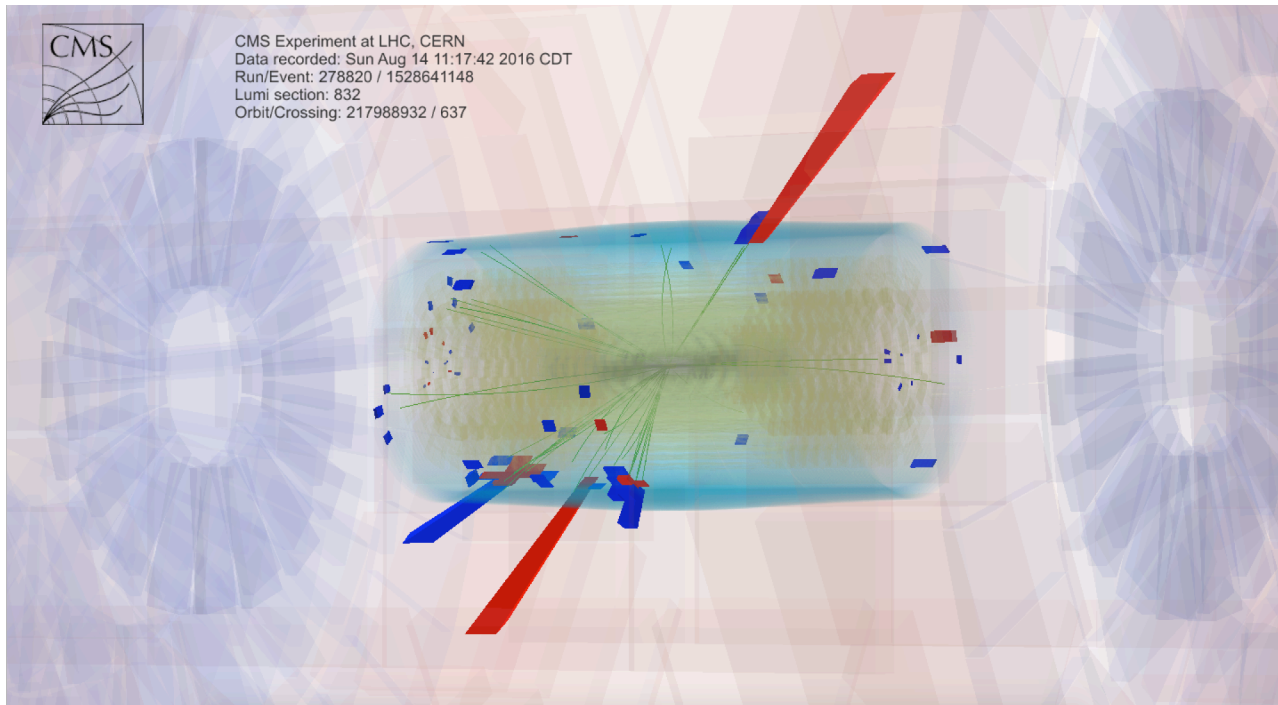 CMS
CMS Experiment at LHC, CERN
Data recorded: Sun Aug 14 11:17:42 2016 CDT
Run/Event: 278820 / 1528641148
Lumi section: 832
Orbit/Crossing: 217988932 / 637